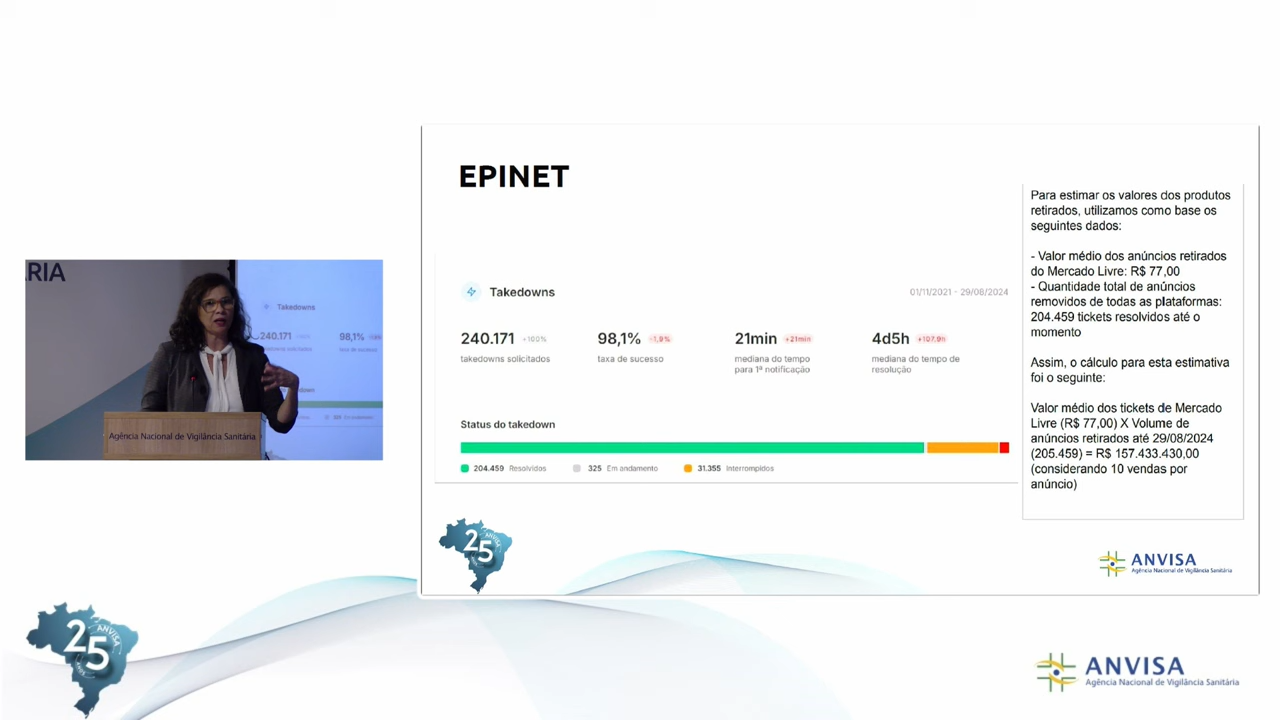 EPINET
Takedowns
01/11/2021 - 29/08/2024
240.171 +100%
takedowns solicitados
98,1% -1,9%
taxa de sucesso
21min +21min
mediana do tempo
para 1ª notificação
4d5h +107.0h
mediana do tempo de
resolução
Status do takedown
204.459 Resolvidos
325 Em andamento
31.355 Interrompidos
Para estimar os valores dos produtos
retirados, utilizamos como base os
seguintes dados:
- Valor médio dos anúncios retirados
do Mercado Livre: R$ 77,00
- Quantidade total de anúncios
removidos de todas as plataformas:
204.459 tickets resolvidos até o
momento
Assim, o cálculo para esta estimativa
foi o seguinte:
Valor médio dos tickets de Mercado
Livre (R$ 77,00) X Volume de
anúncios retirados até 29/08/2024
(205.459) = R$ 157.433.430,00
(considerando 10 vendas por
anúncio)
25
ANVISA
ANVISA
Agência Nacional de Vigilância Sanitária
ÁRIA
Takedowns
240.171
98,1%
Agência Nacional de Vigilância Sanitária
25
ANVISA
ANVISA
Agência Nacional de Vigilância Sanitária